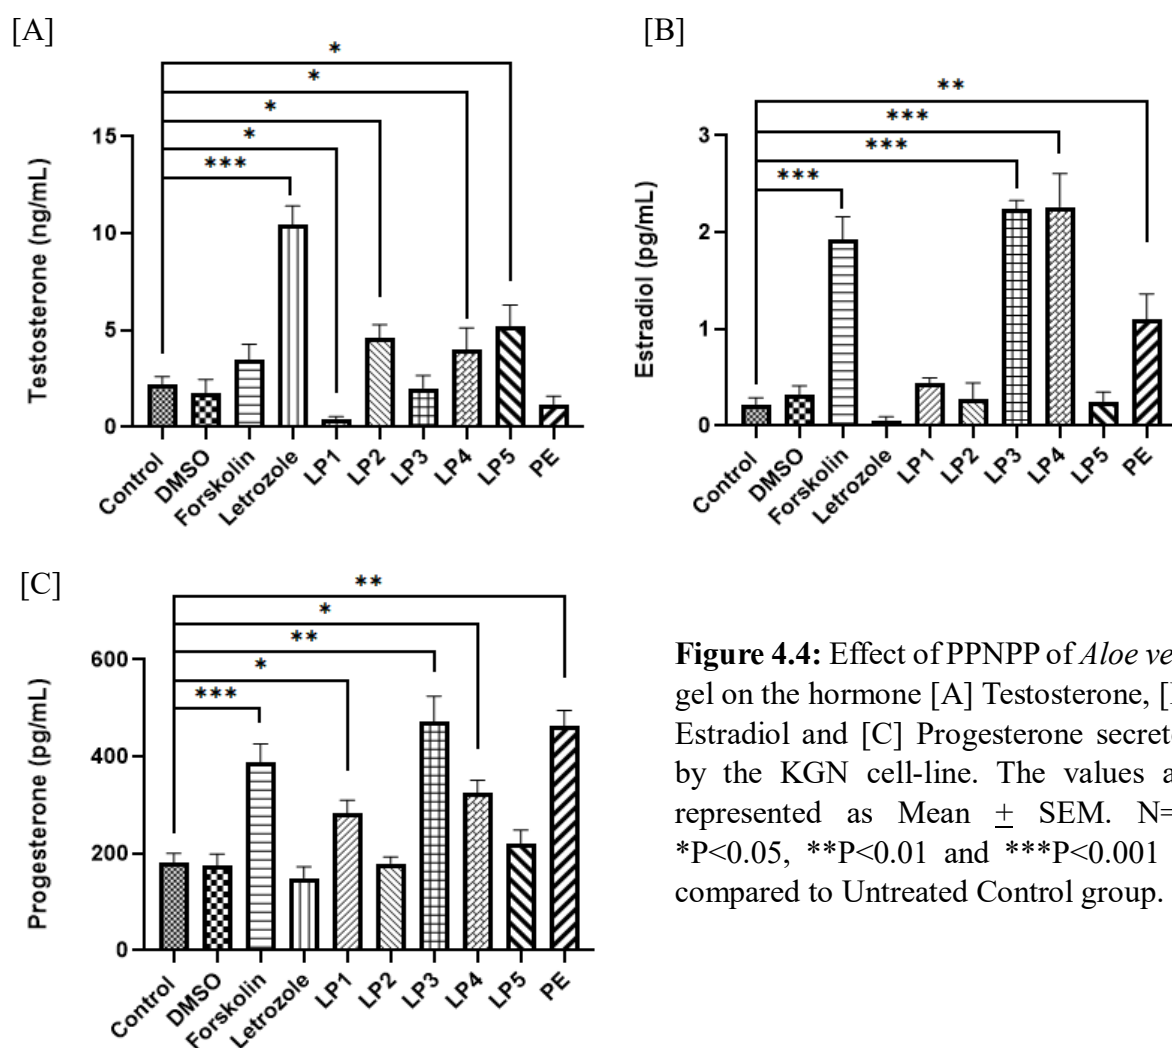 [A]
*
*
*
*
***
15
10
5
0
Testosterone (ng/mL)
Control
DMSO
Forskolin
Letrozole
LP1
LP2
LP3
LP4
LP5
PE
[B]
**
***
***
***
3
2
1
0
Estradiol (pg/mL)
Control
DMSO
Forskolin
Letrozole
LP1
LP2
LP3
LP4
LP5
PE
[C]
**
*
**
*
***
600
400
200
0
Progesterone (pg/mL)
Control
DMSO
Forskolin
Letrozole
LP1
LP2
LP3
LP4
LP5
PE
Figure 4.4: Effect of PPNPP of Aloe
gel on the hormone [A] Testosterone,
Estradiol and [C] Progesterone
by the KGN cell-line. The values
represented as Mean ± SEM.
*P<0.05, **P<0.01 and ***P<0.001
compared to Untreated Control group.